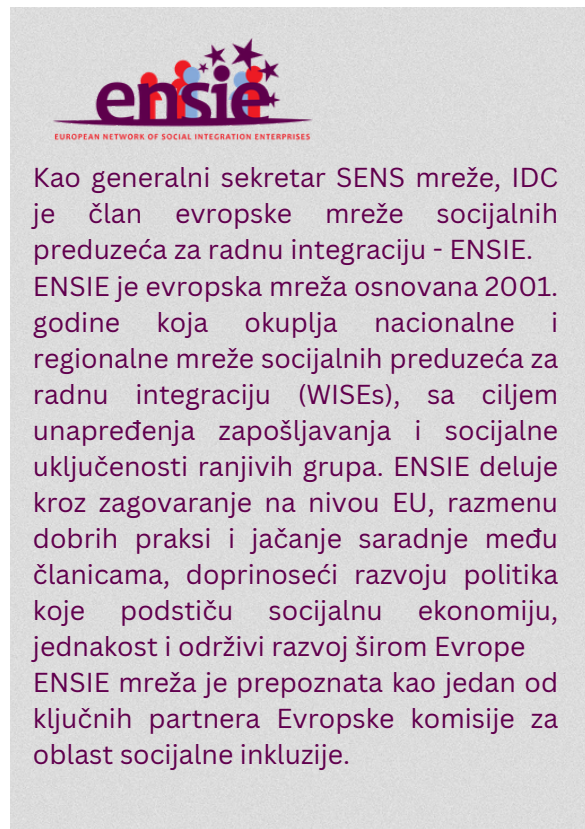 ensie
EUROPEAN NETWORK OF SOCIAL INTEGRATION ENTERPRISES
Kao generalni sekretar SENS mreže, IDC
je član evropske mreže socijalnih
preduzeća za radnu integraciju - ENSIE.
ENSIE je evropska mreža osnovana 2001.
godine koja okuplja nacionalne i
regionalne mreže socijalnih preduzeća za
radnu integraciju (WISEs), sa ciljem
unapređenja zapošljavanja i socijalne
uključenosti ranjivih grupa. ENSIE deluje
kroz zagovaranje na nivou EU, razmenu
dobrih praksi i jačanje saradnje među
članicama, doprinoseći razvoju politika
koje podstiču socijalnu ekonomiju,
jednakost i održivi razvoj širom Evrope
ENSIE mreža je prepoznata kao jedan od
ključnih partnera Evropske komisije za
oblast socijalne inkluzije.